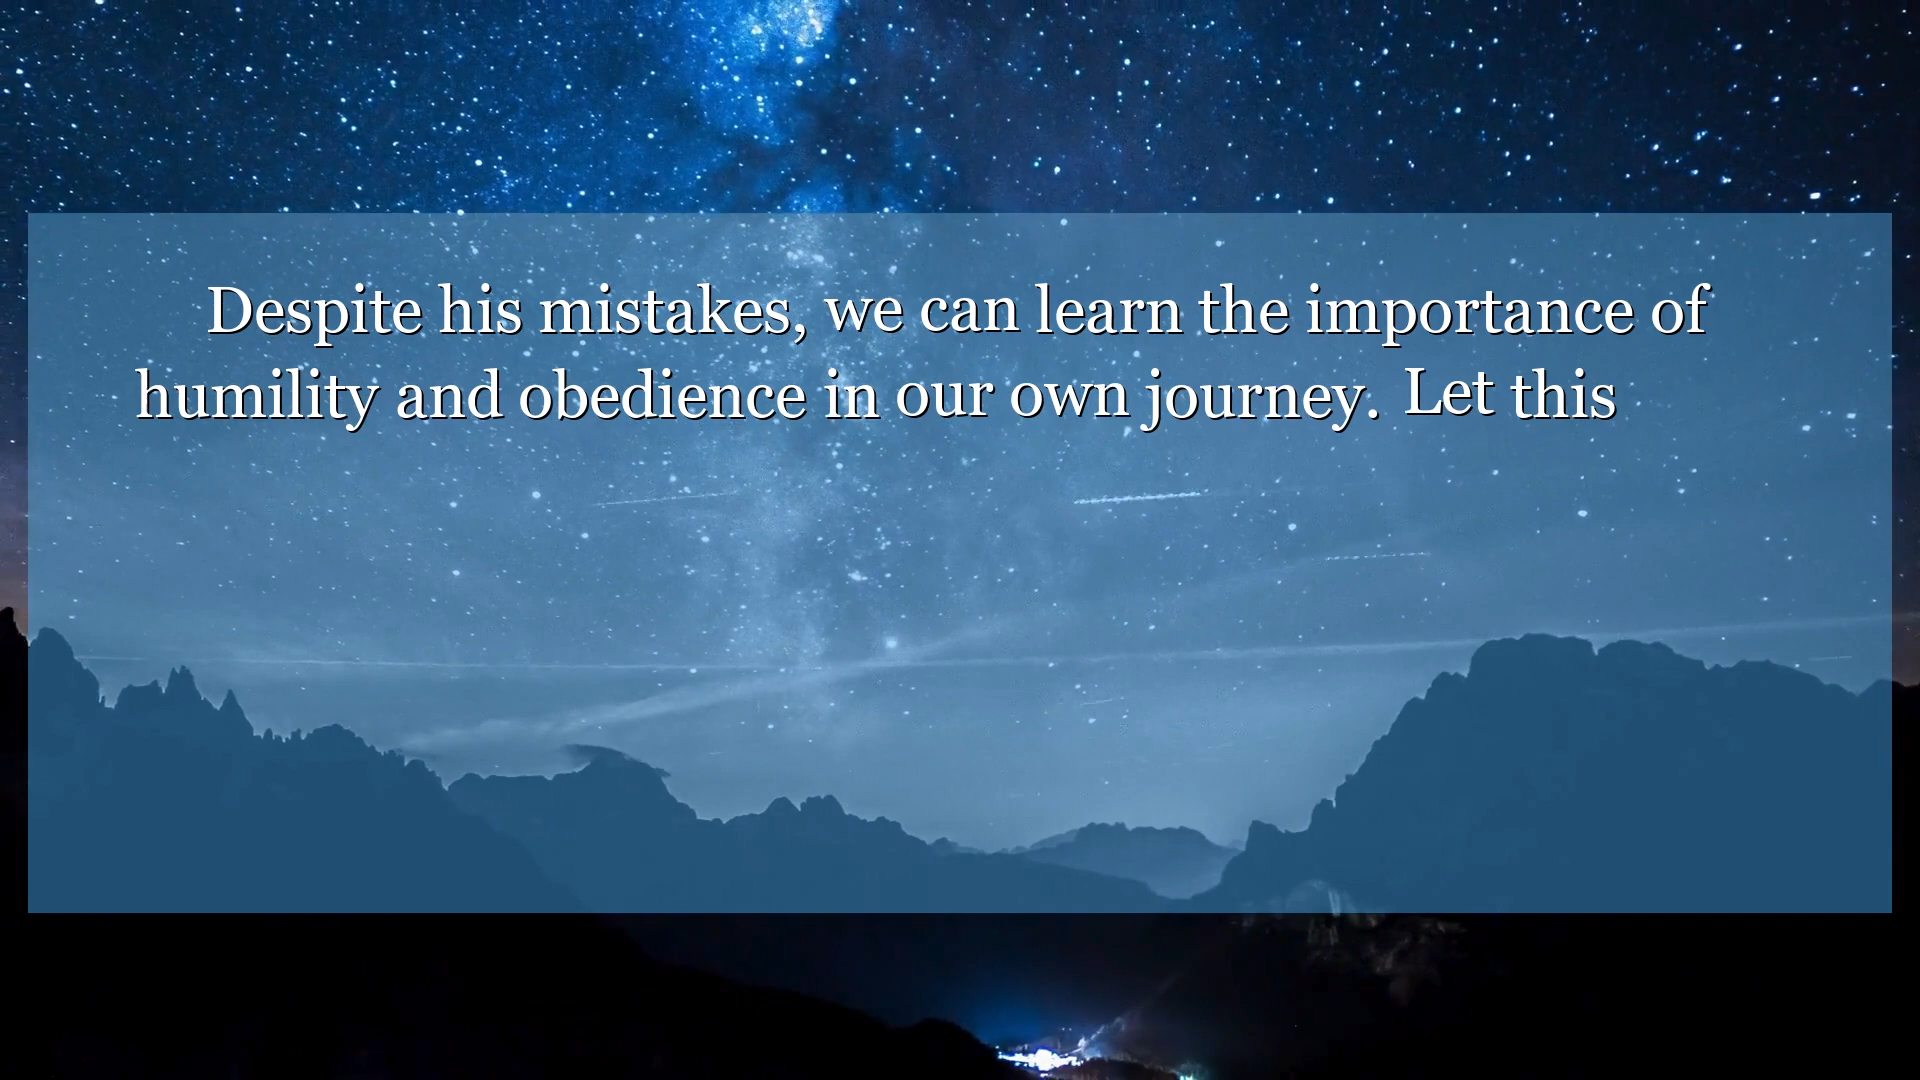 Despite his mistakes, we can learn the importance of
humility and obedience in our own journey. Let this